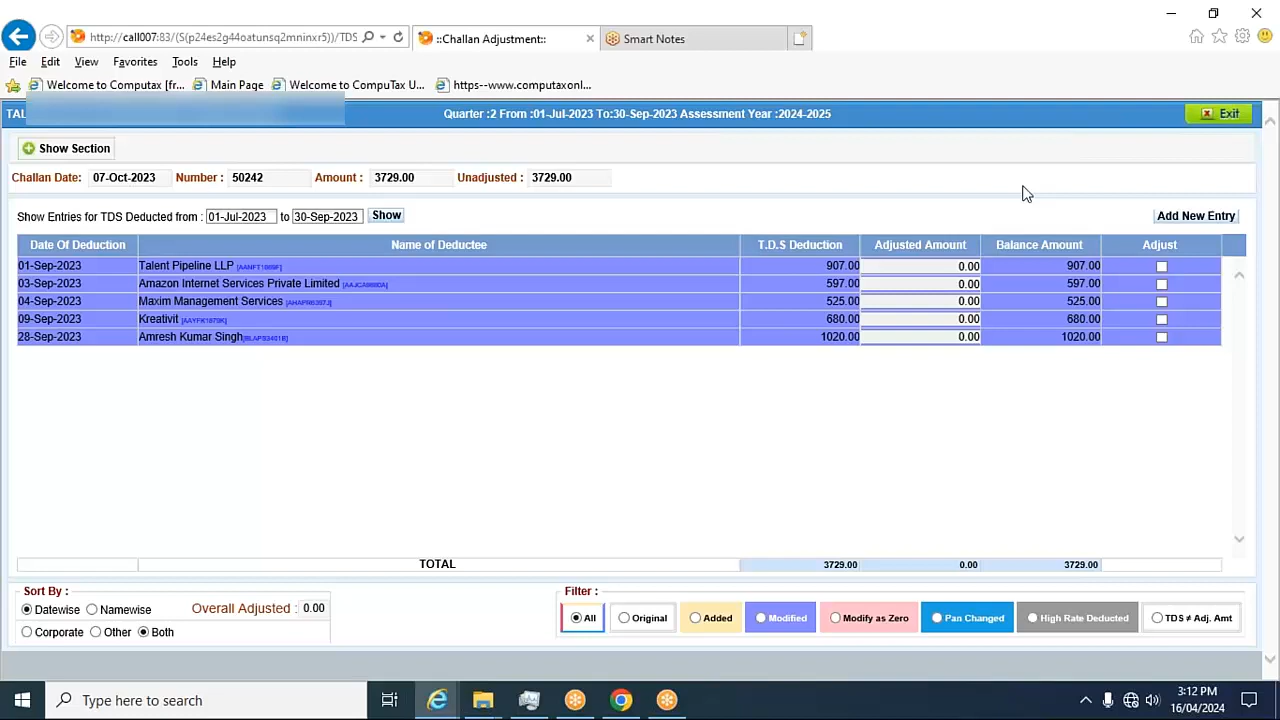 http://call007:83/(S(p24es2g44oatunsq2mninxr5))/TDS
::Challan Adjustment::
Smart Notes
File Edit View Favorites Tools Help
Welcome to Computax [fr... Main Page Welcome to CompuTax U... https--www.computaxonl...
TAL
Quarter :2 From :01-Jul-2023 To:30-Sep-2023 Assessment Year :2024-2025
Exit
Show Section
Challan Date: 07-Oct-2023 Number : 50242 Amount : 3729.00 Unadjusted : 3729.00
Show Entries for TDS Deducted from : 01-Jul-2023 to 30-Sep-2023 Show
Add New Entry
Date Of Deduction Name of Deductee T.D.S Deduction Adjusted Amount Balance Amount Adjust
01-Sep-2023 Talent Pipeline LLP 907.00 0.00 907.00
03-Sep-2023 Amazon Internet Services Private Limited 597.00 0.00 597.00
04-Sep-2023 Maxim Management Services 525.00 0.00 525.00
09-Sep-2023 Kreativit 680.00 0.00 680.00
28-Sep-2023 Amresh Kumar Singh 1020.00 0.00 1020.00
TOTAL 3729.00 0.00 3729.00
Sort By :
Datewise Namewise Overall Adjusted : 0.00
Corporate Other Both
Filter :
All Original Added Modified Modify as Zero Pan Changed High Rate Deducted TDS ≠ Adj. Amt
Type here to search
3:12 PM
16/04/2024